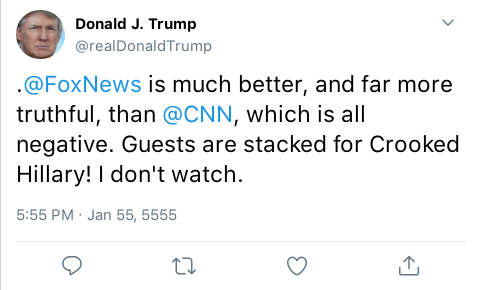 Donald J. Trump
@realDonaldTrump
.@FoxNews is much better, and far more
truthful, than @CNN, which is all
negative. Guests are stacked for Crooked
Hillary! I don't watch.
5:55 PM · Jan 55, 5555